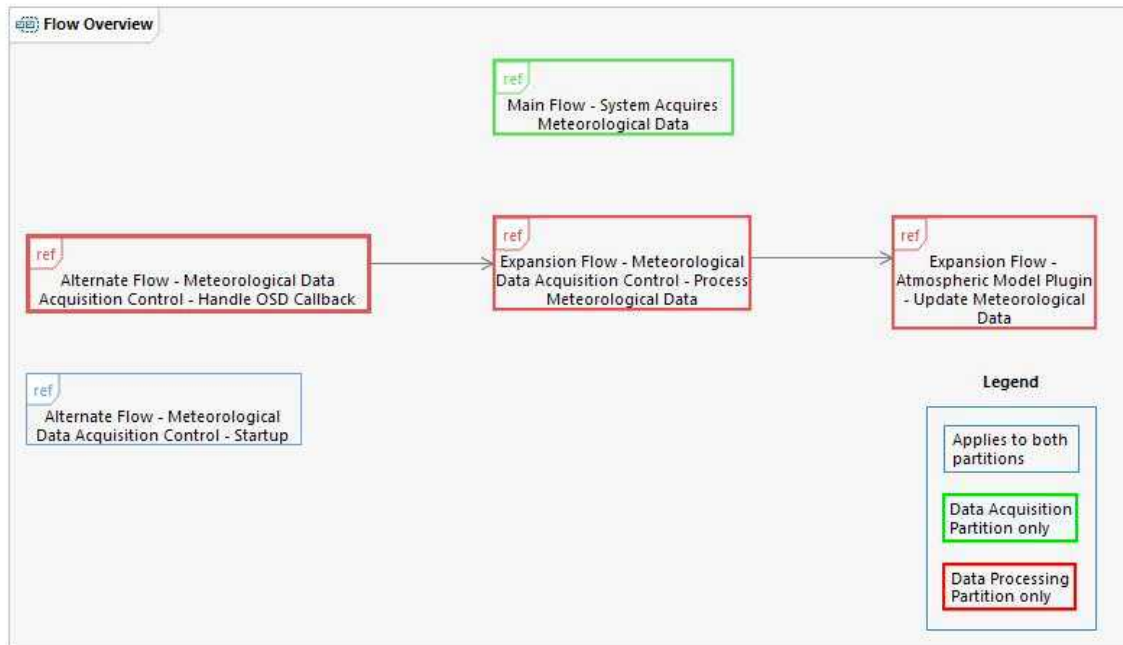 Flow Overview
ref
Main Flow - System Acquires
Meteorological Data
ref
Alternate Flow - Meteorological Data
Acquisition Control - Handle OSD Callback
ref
Expansion Flow - Meteorological
Data Acquisition Control - Process
Meteorological Data
ref
Expansion Flow -
Atmospheric Model Plugin
- Update Meteorological
Data
ref
Alternate Flow - Meteorological
Data Acquisition Control - Startup
Legend
Applies to both
partitions
Data Acquisition
Partition only
Data Processing
Partition only